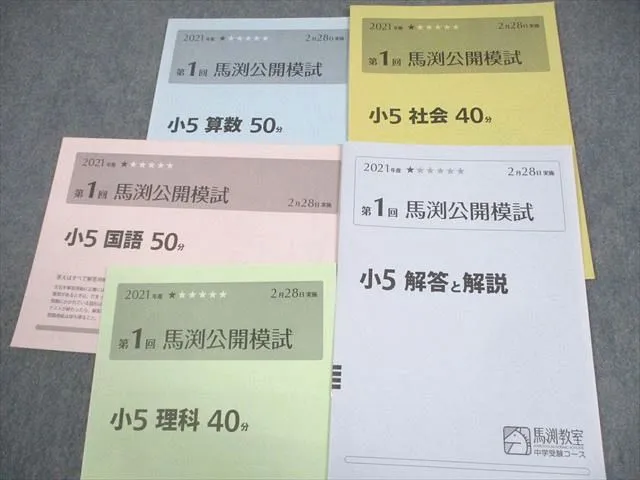 2021年度 ★★★★★★ 2月28日実施
第1回 馬渕公開模試
小5 算数 50分
2021年度 ★★★★★★ 2月28日実施
第1回 馬渕公開模試
小5 社会 40分
2021年度 ★★★★★★
第1回 馬渕公開模試
2月28日実施
小5 国語 50分
2021年度 ★★★★★★ 2月28日実施
第1回 馬渕公開模試
小5 解答と解説
馬渕教室
中学受験コース
2021年度 ★★★★★★ 2月28日実施
第1回 馬渕公開模試
小5 理科 40分